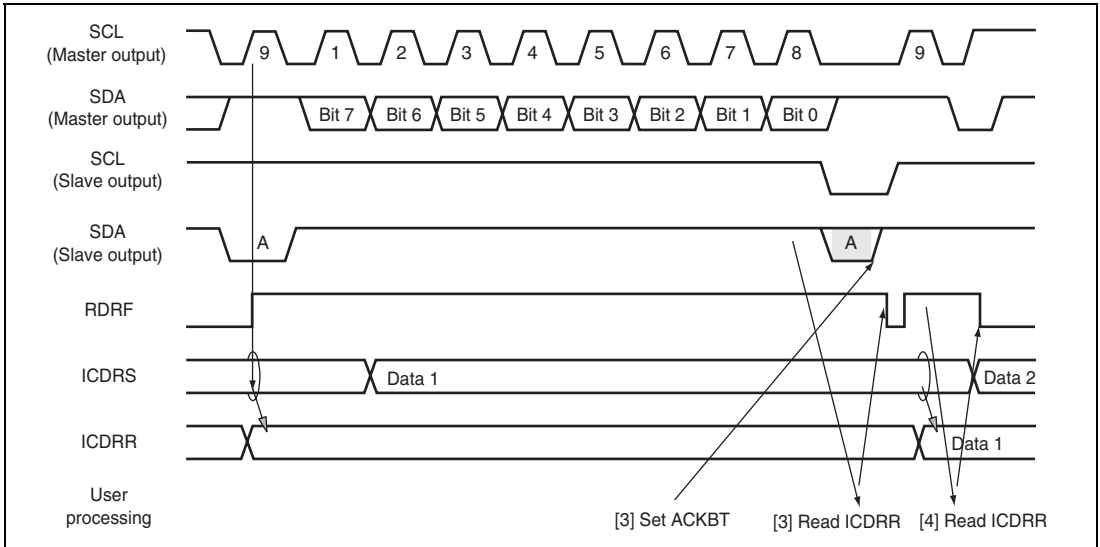 SCL
(Master output)
9 1 2 3 4 5 6 7 8 9
SDA
(Master output)
Bit 7 Bit 6 Bit 5 Bit 4 Bit 3 Bit 2 Bit 1 Bit 0
SCL
(Slave output)
SDA
(Slave output)
A A
RDRF
ICDRS
Data 1 Data 2
ICDRR
Data 1
User
processing
[3] Set ACKBT [3] Read ICDRR [4] Read ICDRR